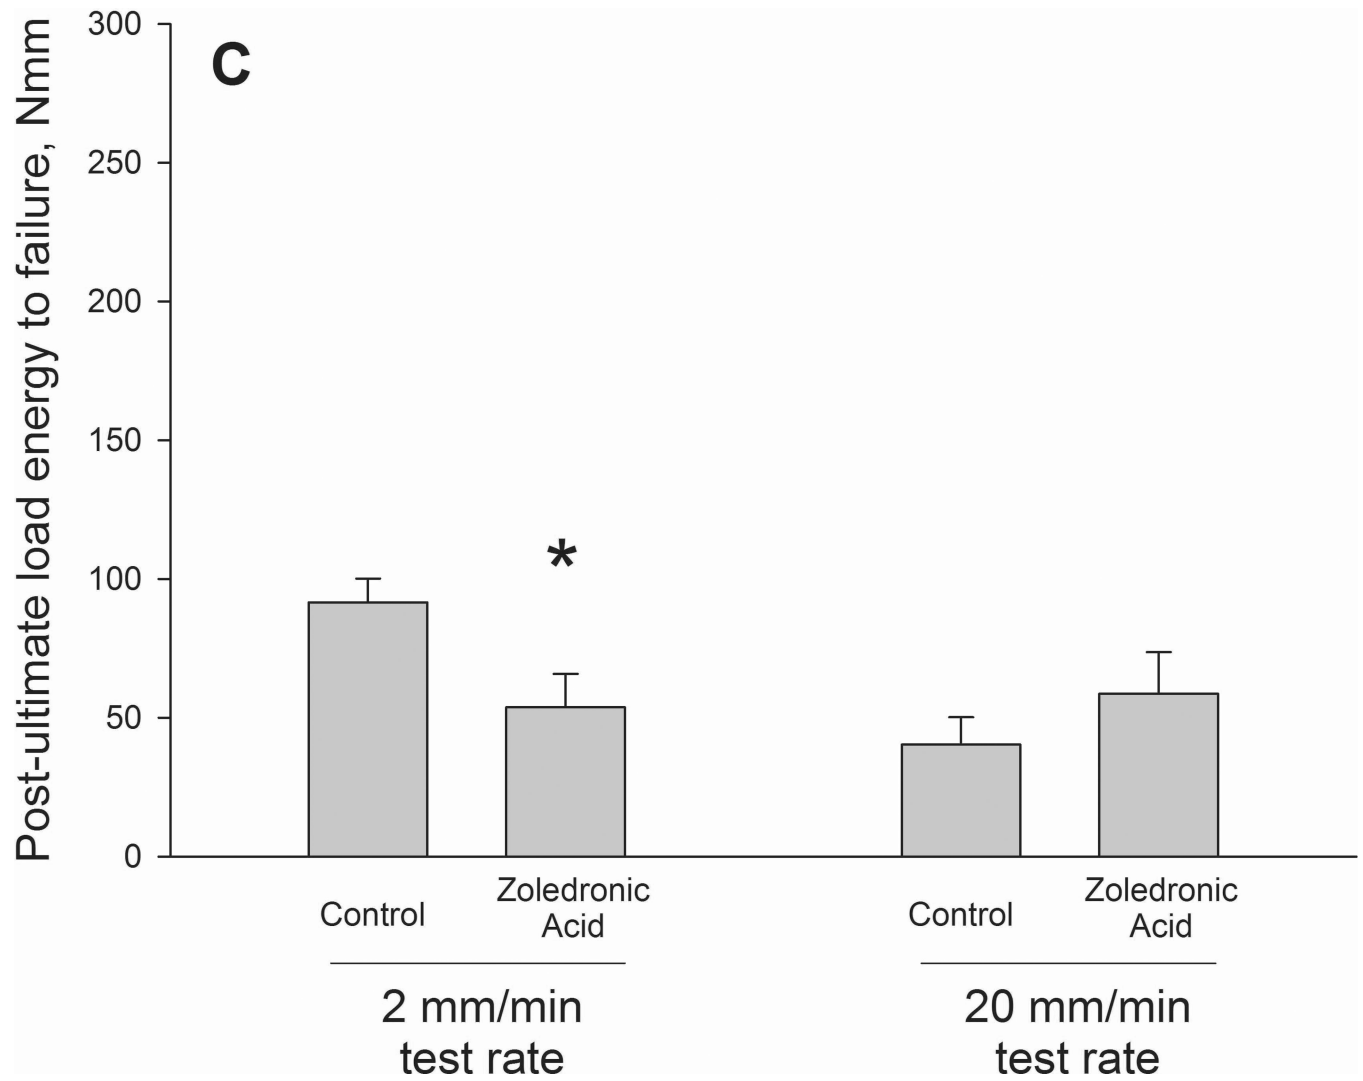 Post-ultimate load energy to failure, Nmm
C
300
250
200
150
100
50
0
*
Control
Zoledronic
Acid
Control
Zoledronic
Acid
2 mm/min
test rate
20 mm/min
test rate